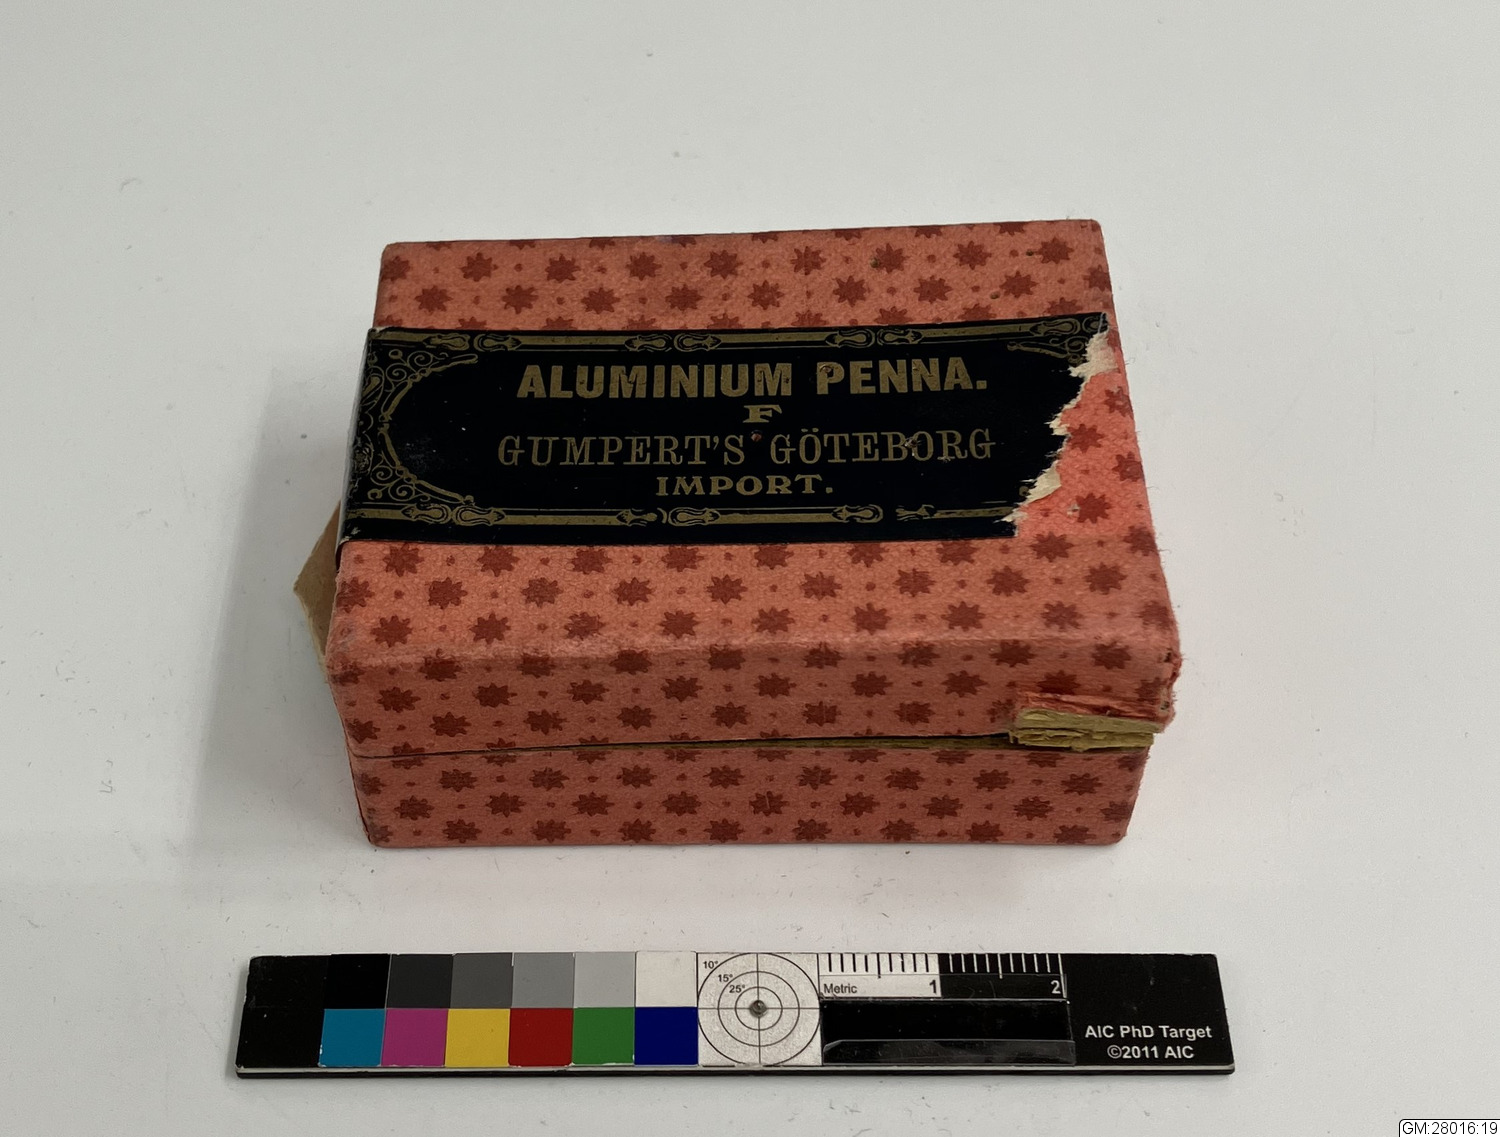 ALUMINIUM PENNA.
F
GUMPERT'S GÖTEBORG
IMPORT.
10°
15°
25°
Metric
1
2
AIC PhD Target
©2011 AIC
GM:28016:19